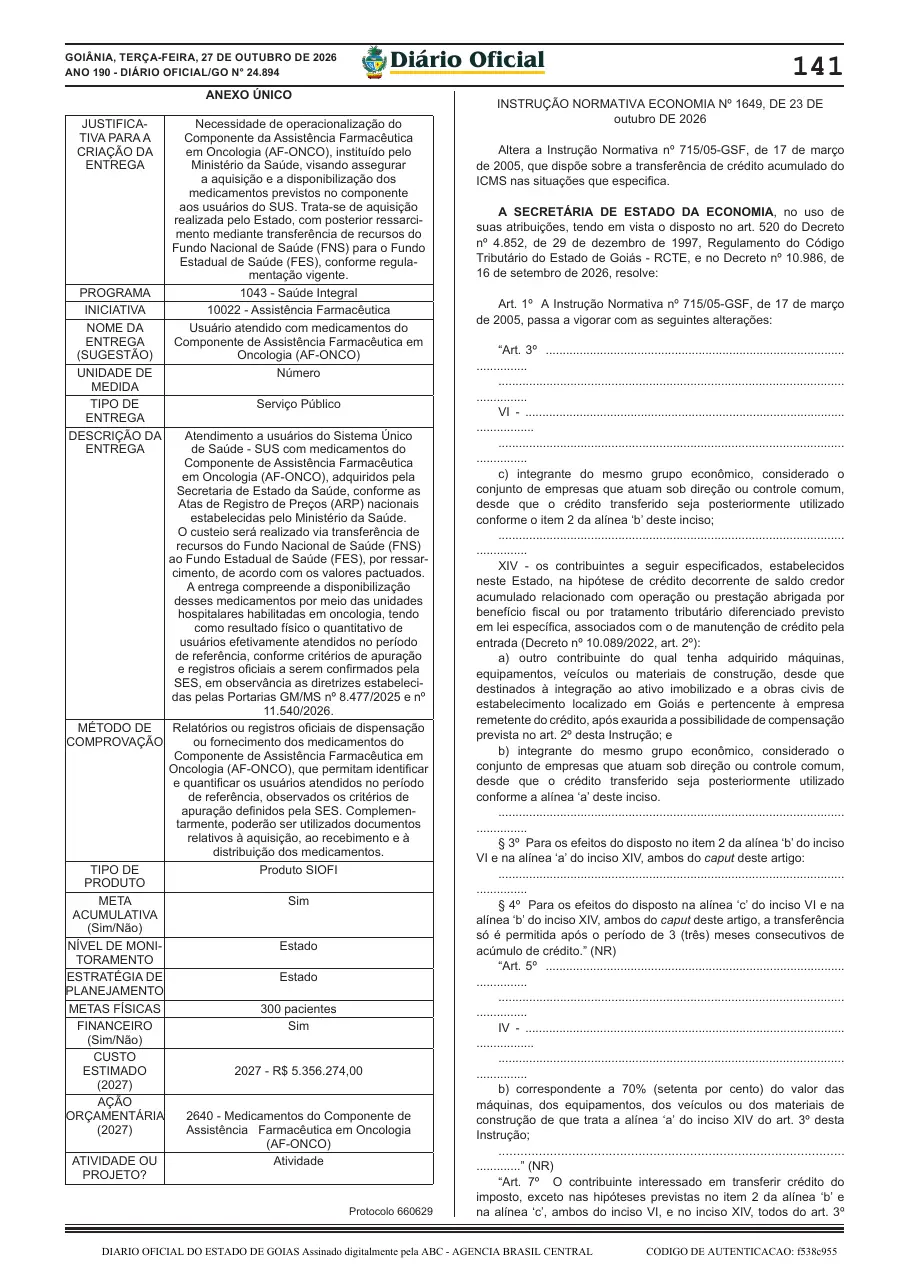 GOIÂNIA, TERÇA-FEIRA, 27 DE OUTUBRO DE 2026
ANO 190 - DIÁRIO OFICIAL/GO N° 24.894
Diário Oficial
141
ANEXO ÚNICO
JUSTIFICA-
TIVA PARA A
CRIAÇÃO DA
ENTREGA
Necessidade de operacionalização do
Componente da Assistência Farmacêutica
em Oncologia (AF-ONCO), instituído pelo
Ministério da Saúde, visando assegurar
a aquisição e a disponibilização dos
medicamentos previstos no componente
aos usuários do SUS. Trata-se de aquisição
realizada pelo Estado, com posterior ressarci-
mento mediante transferência de recursos do
Fundo Nacional de Saúde (FNS) para o Fundo
Estadual de Saúde (FES), conforme regula-
mentação vigente.
PROGRAMA
1043 - Saúde Integral
INICIATIVA
10022 - Assistência Farmacêutica
NOME DA
ENTREGA
(SUGESTÃO)
Usuário atendido com medicamentos do
Componente de Assistência Farmacêutica em
Oncologia (AF-ONCO)
UNIDADE DE
MEDIDA
Número
TIPO DE
ENTREGA
Serviço Público
DESCRIÇÃO DA
ENTREGA
Atendimento a usuários do Sistema Único
de Saúde - SUS com medicamentos do
Componente de Assistência Farmacêutica
em Oncologia (AF-ONCO), adquiridos pela
Secretaria de Estado da Saúde, conforme as
Atas de Registro de Preços (ARP) nacionais
estabelecidas pelo Ministério da Saúde.
O custeio será realizado via transferência de
recursos do Fundo Nacional de Saúde (FNS)
ao Fundo Estadual de Saúde (FES), por ressar-
cimento, de acordo com os valores pactuados.
A entrega compreende a disponibilização
desses medicamentos por meio das unidades
hospitalares habilitadas em oncologia, tendo
como resultado físico o quantitativo de
usuários efetivamente atendidos no período
de referência, conforme critérios de apuração
e registros oficiais a serem confirmados pela
SES, em observância as diretrizes estabeleci-
das pelas Portarias GM/MS nº 8.477/2025 e nº
11.540/2026.
MÉTODO DE
COMPROVAÇÃO
Relatórios ou registros oficiais de dispensação
ou fornecimento dos medicamentos do
Componente de Assistência Farmacêutica em
Oncologia (AF-ONCO), que permitam identificar
e quantificar os usuários atendidos no período
de referência, observados os critérios de
apuração definidos pela SES. Complemen-
tarmente, poderão ser utilizados documentos
relativos à aquisição, ao recebimento e à
distribuição dos medicamentos.
TIPO DE
PRODUTO
Produto SIOFI
META
ACUMULATIVA
(Sim/Não)
Sim
NÍVEL DE MONI-
TORAMENTO
Estado
ESTRATÉGIA DE
PLANEJAMENTO
Estado
METAS FÍSICAS
300 pacientes
FINANCEIRO
(Sim/Não)
Sim
CUSTO
ESTIMADO
(2027)
2027 - R$ 5.356.274,00
AÇÃO
ORÇAMENTÁRIA
(2027)
2640 - Medicamentos do Componente de
Assistência Farmacêutica em Oncologia
(AF-ONCO)
ATIVIDADE OU
PROJETO?
Atividade
Protocolo 660629
INSTRUÇÃO NORMATIVA ECONOMIA Nº 1649, DE 23 DE
outubro DE 2026
Altera a Instrução Normativa nº 715/05-GSF, de 17 de março
de 2005, que dispõe sobre a transferência de crédito acumulado do
ICMS nas situações que especifica.
A SECRETÁRIA DE ESTADO DA ECONOMIA, no uso de
suas atribuições, tendo em vista o disposto no art. 520 do Decreto
nº 4.852, de 29 de dezembro de 1997, Regulamento do Código
Tributário do Estado de Goiás - RCTE, e no Decreto nº 10.986, de
16 de setembro de 2026, resolve:
Art. 1º A Instrução Normativa nº 715/05-GSF, de 17 de março
de 2005, passa a vigorar com as seguintes alterações:
“Art. 3º ........................................................................................
...............
......................................................................................................
...............
VI - ..............................................................................................
.................
......................................................................................................
...............
c) integrante do mesmo grupo econômico, considerado o
conjunto de empresas que atuam sob direção ou controle comum,
desde que o crédito transferido seja posteriormente utilizado
conforme o item 2 da alínea ‘b’ deste inciso;
......................................................................................................
...............
XIV - os contribuintes a seguir especificados, estabelecidos
neste Estado, na hipótese de crédito decorrente de saldo credor
acumulado relacionado com operação ou prestação abrigada por
benefício fiscal ou por tratamento tributário diferenciado previsto
em lei específica, associados com o de manutenção de crédito pela
entrada (Decreto nº 10.089/2022, art. 2º):
a) outro contribuinte do qual tenha adquirido máquinas,
equipamentos, veículos ou materiais de construção, desde que
destinados à integração ao ativo imobilizado e a obras civis de
estabelecimento localizado em Goiás e pertencente à empresa
remetente do crédito, após exaurida a possibilidade de compensação
prevista no art. 2º desta Instrução; e
b) integrante do mesmo grupo econômico, considerado o
conjunto de empresas que atuam sob direção ou controle comum,
desde que o crédito transferido seja posteriormente utilizado
conforme a alínea ‘a’ deste inciso.
......................................................................................................
...............
§ 3º Para os efeitos do disposto no item 2 da alínea ‘b’ do inciso
VI e na alínea ‘a’ do inciso XIV, ambos do caput deste artigo:
......................................................................................................
...............
§ 4º Para os efeitos do disposto na alínea ‘c’ do inciso VI e na
alínea ‘b’ do inciso XIV, ambos do caput deste artigo, a transferência
só é permitida após o período de 3 (três) meses consecutivos de
acúmulo de crédito.” (NR)
“Art. 5º ........................................................................................
...............
......................................................................................................
...............
IV - ..............................................................................................
.................
......................................................................................................
...............
b) correspondente a 70% (setenta por cento) do valor das
máquinas, dos equipamentos, dos veículos ou dos materiais de
construção de que trata a alínea ‘a’ do inciso XIV do art. 3º desta
Instrução;
......................................................................................................
.............” (NR)
“Art. 7º O contribuinte interessado em transferir crédito do
imposto, exceto nas hipóteses previstas no item 2 da alínea ‘b’ e
na alínea ‘c’, ambos do inciso VI, e no inciso XIV, todos do art. 3º
DIARIO OFICIAL DO ESTADO DE GOIAS Assinado digitalmente pela ABC - AGENCIA BRASIL CENTRAL
CODIGO DE AUTENTICACAO: f538c955